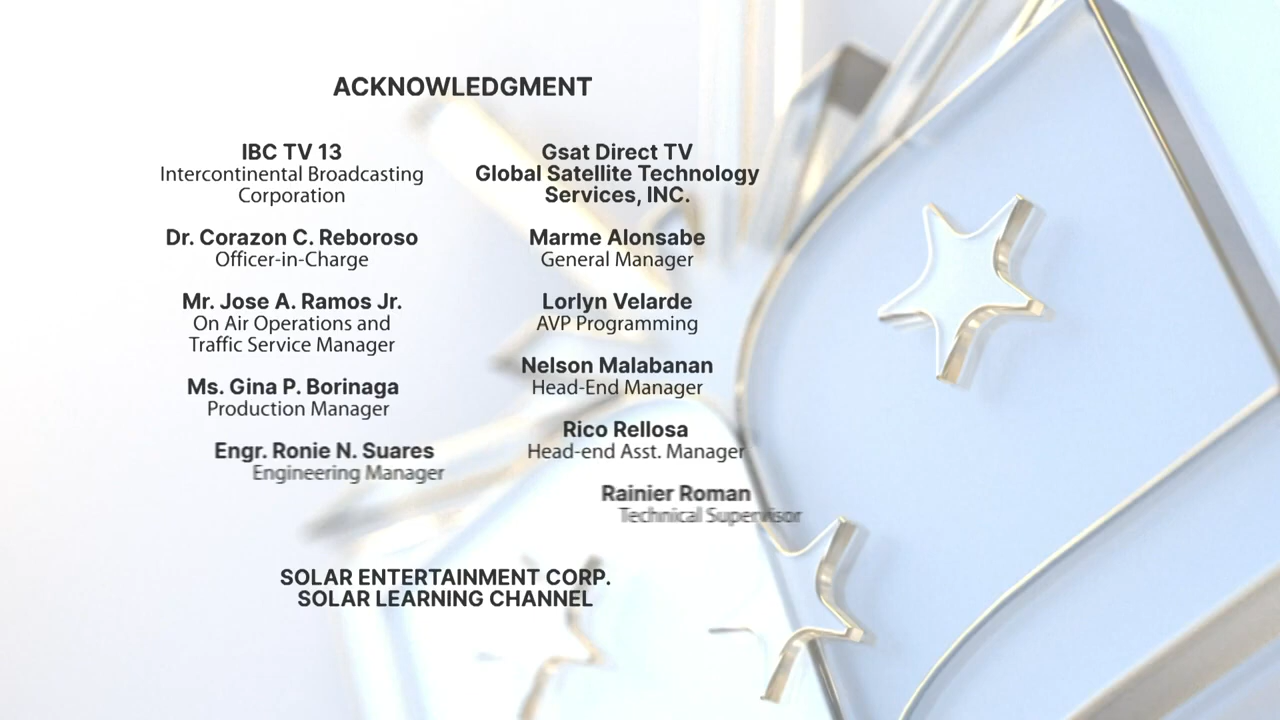 ACKNOWLEDGMENT
IBC TV 13
Intercontinental Broadcasting
Corporation
Dr. Corazon C. Reboroso
Officer-in-Charge
Mr. Jose A. Ramos Jr.
On Air Operations and
Traffic Service Manager
Ms. Gina P. Borinaga
Production Manager
Engr. Ronie N. Suares
Engineering Manager
Gsat Direct TV
Global Satellite Technology
Services, INC.
Marme Alonsabe
General Manager
Lorlyn Velarde
AVP Programming
Nelson Malabanan
Head-End Manager
Rico Rellosa
Head-end Asst. Manager
Rainier Roman
Technical Supervisor
SOLAR ENTERTAINMENT CORP.
SOLAR LEARNING CHANNEL